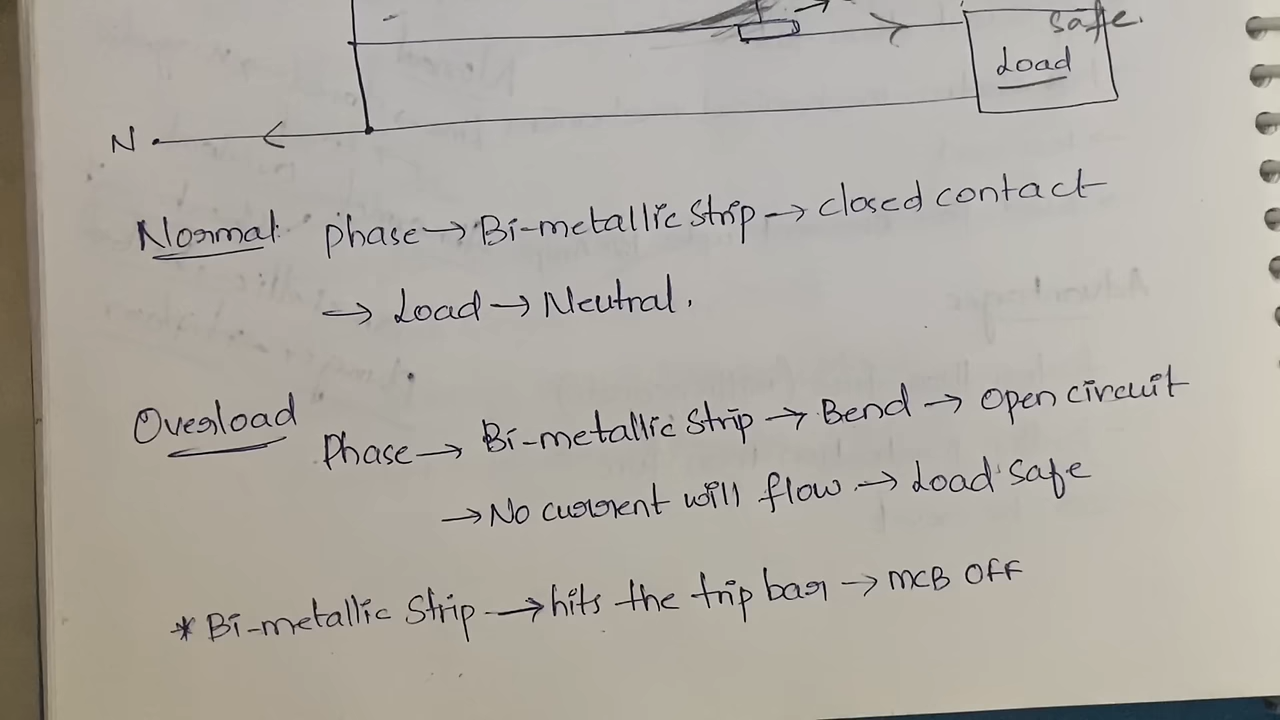 safe.
Load
N
Normal: phase → Bi-metallic strip → closed contact
→ Load → Neutral.
Overload
Phase → Bi-metallic strip → Bend → open circuit
→ No current will flow → Load safe
* Bi-metallic Strip → hits the trip bar → MCB OFF